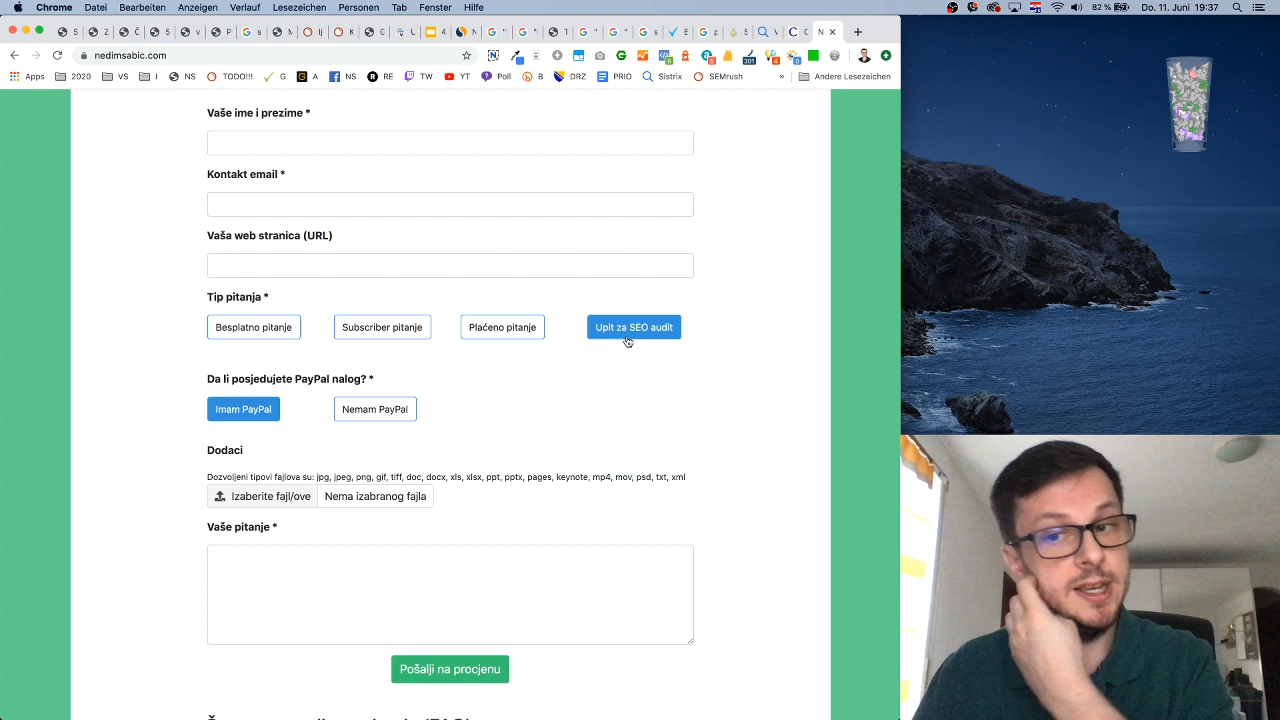 Chrome Datei Bearbeiten Anzeigen Verlauf Lesezeichen Personen Tab Fenster Hilfe 82 % Do. 11. Juni 19:37
nedimsabic.com
Apps 2020 VS I NS TODO!!! G A NS RE TW YT Poll B DRZ PRIO Sistrix SEMrush » Andere Lesezeichen
Vaše ime i prezime *
Kontakt email *
Vaša web stranica (URL)
Tip pitanja *
Besplatno pitanje Subscriber pitanje Plaćeno pitanje Upit za SEO audit
Da li posjedujete PayPal nalog? *
Imam PayPal Nemam PayPal
Dodaci
Dozvoljeni tipovi fajlova su: jpg, jpeg, png, gif, tiff, doc, docx, xls, xlsx, ppt, pptx, pages, keynote, mp4, mov, psd, txt, xml
Izaberite fajl/ove Nema izabranog fajla
Vaše pitanje *
Pošalji na procjenu